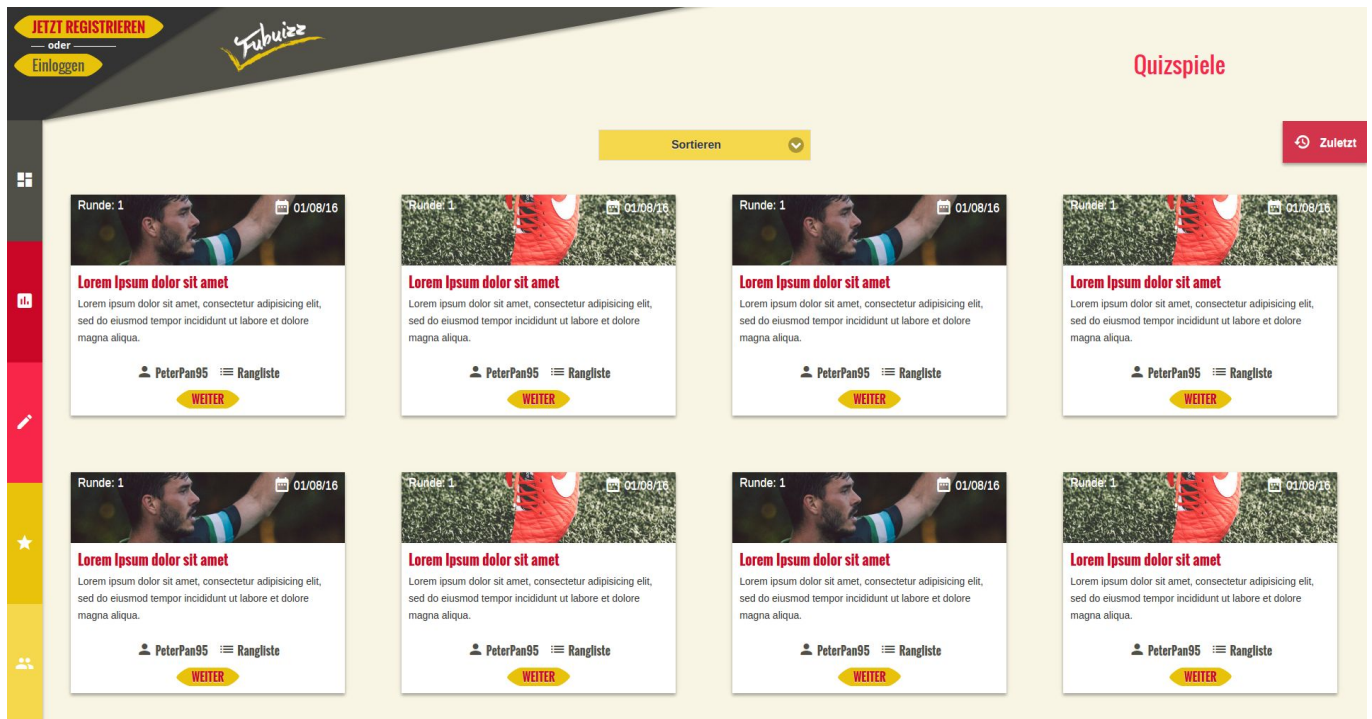 JETZT REGISTRIEREN
oder
Einloggen
Fubuizz
Quizspiele
Sortieren
Zuletzt
Runde: 1 01/08/16
Lorem Ipsum dolor sit amet
Lorem ipsum dolor sit amet, consectetur adipisicing elit,
sed do eiusmod tempor incididunt ut labore et dolore
magna aliqua.
PeterPan95 Rangliste
WEITER
Runde: 1 01/08/16
Lorem Ipsum dolor sit amet
Lorem ipsum dolor sit amet, consectetur adipisicing elit,
sed do eiusmod tempor incididunt ut labore et dolore
magna aliqua.
PeterPan95 Rangliste
WEITER
Runde: 1 01/08/16
Lorem Ipsum dolor sit amet
Lorem ipsum dolor sit amet, consectetur adipisicing elit,
sed do eiusmod tempor incididunt ut labore et dolore
magna aliqua.
PeterPan95 Rangliste
WEITER
Runde: 1 01/08/16
Lorem Ipsum dolor sit amet
Lorem ipsum dolor sit amet, consectetur adipisicing elit,
sed do eiusmod tempor incididunt ut labore et dolore
magna aliqua.
PeterPan95 Rangliste
WEITER
Runde: 1 01/08/16
Lorem Ipsum dolor sit amet
Lorem ipsum dolor sit amet, consectetur adipisicing elit,
sed do eiusmod tempor incididunt ut labore et dolore
magna aliqua.
PeterPan95 Rangliste
WEITER
Runde: 1 01/08/16
Lorem Ipsum dolor sit amet
Lorem ipsum dolor sit amet, consectetur adipisicing elit,
sed do eiusmod tempor incididunt ut labore et dolore
magna aliqua.
PeterPan95 Rangliste
WEITER
Runde: 1 01/08/16
Lorem Ipsum dolor sit amet
Lorem ipsum dolor sit amet, consectetur adipisicing elit,
sed do eiusmod tempor incididunt ut labore et dolore
magna aliqua.
PeterPan95 Rangliste
WEITER
Runde: 1 01/08/16
Lorem Ipsum dolor sit amet
Lorem ipsum dolor sit amet, consectetur adipisicing elit,
sed do eiusmod tempor incididunt ut labore et dolore
magna aliqua.
PeterPan95 Rangliste
WEITER